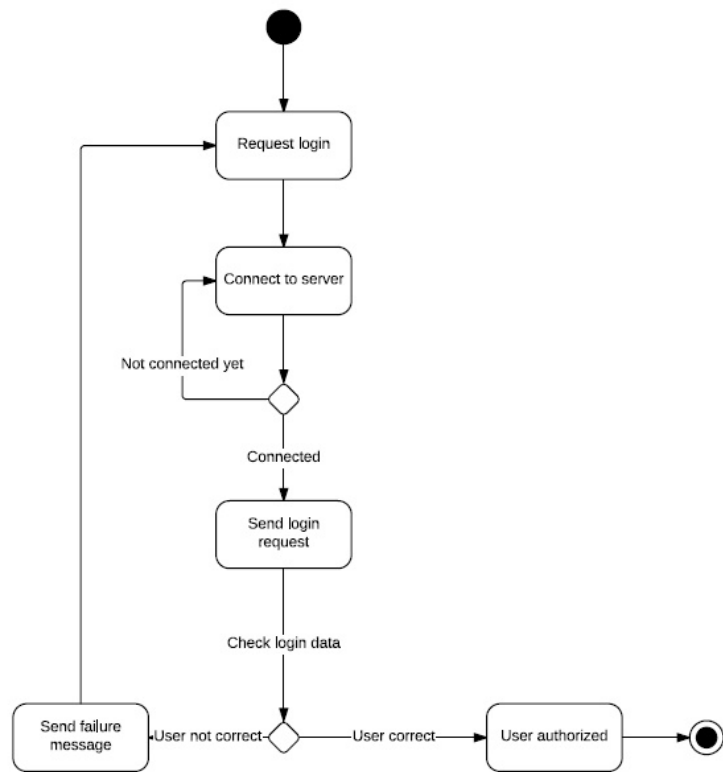 Request login
Connect to server
Not connected yet
Connected
Send login
request
Check login data
Send failure
message
User not correct
User correct
User authorized